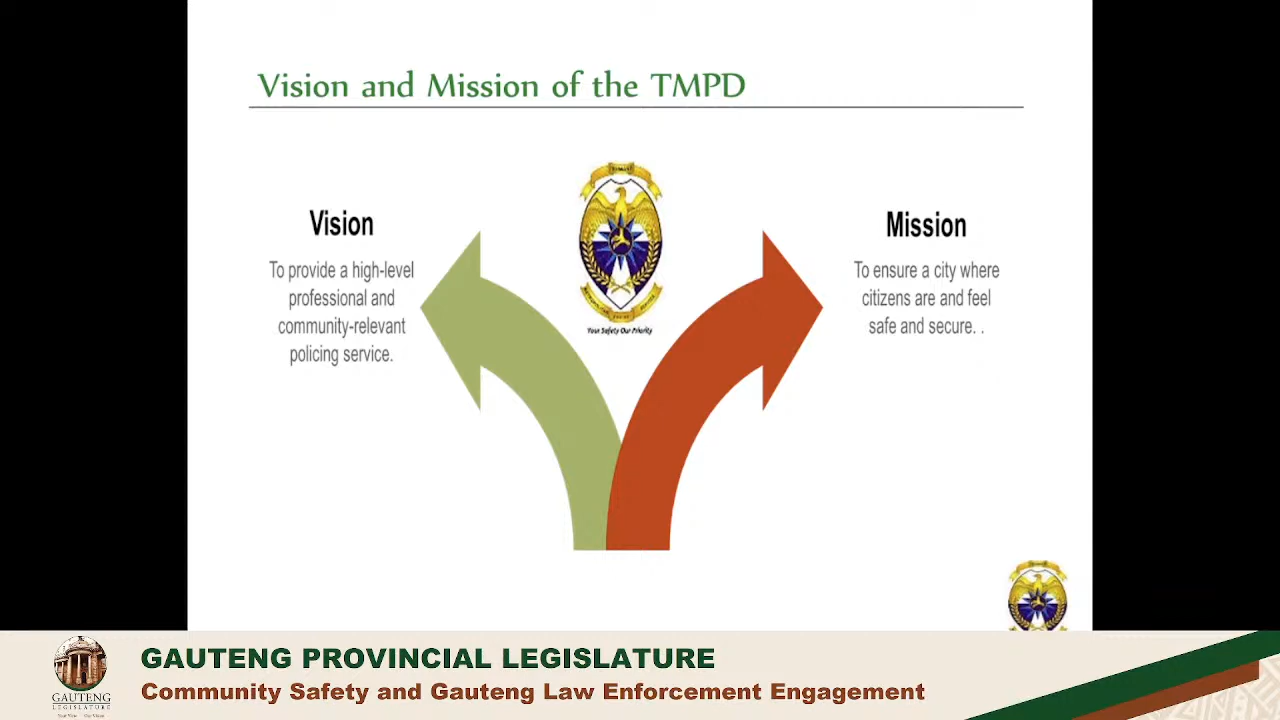 Vision and Mission of the TMPD
Vision
To provide a high-level
professional and
community-relevant
policing service.
Your Safety Our Priority
Mission
To ensure a city where
citizens are and feel
safe and secure. .
GAUTENG PROVINCIAL LEGISLATURE
Community Safety and Gauteng Law Enforcement Engagement
GAUTENG
LEGISLATURE